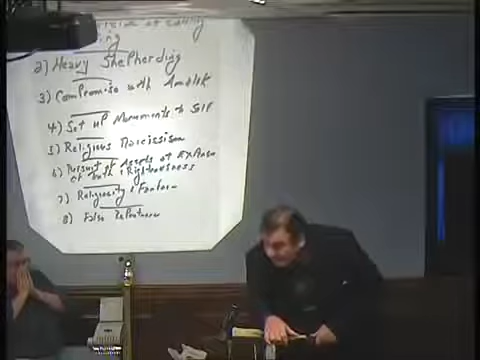 ing
2) Heavy Shepherding
3) Compromise with Amalek
4) Set up Monuments to Self
5) Religious Narcissism
6) Pursuit of Assets at Expense
of Truth & Righteousness
7) Religiosity &
8) False Repentance